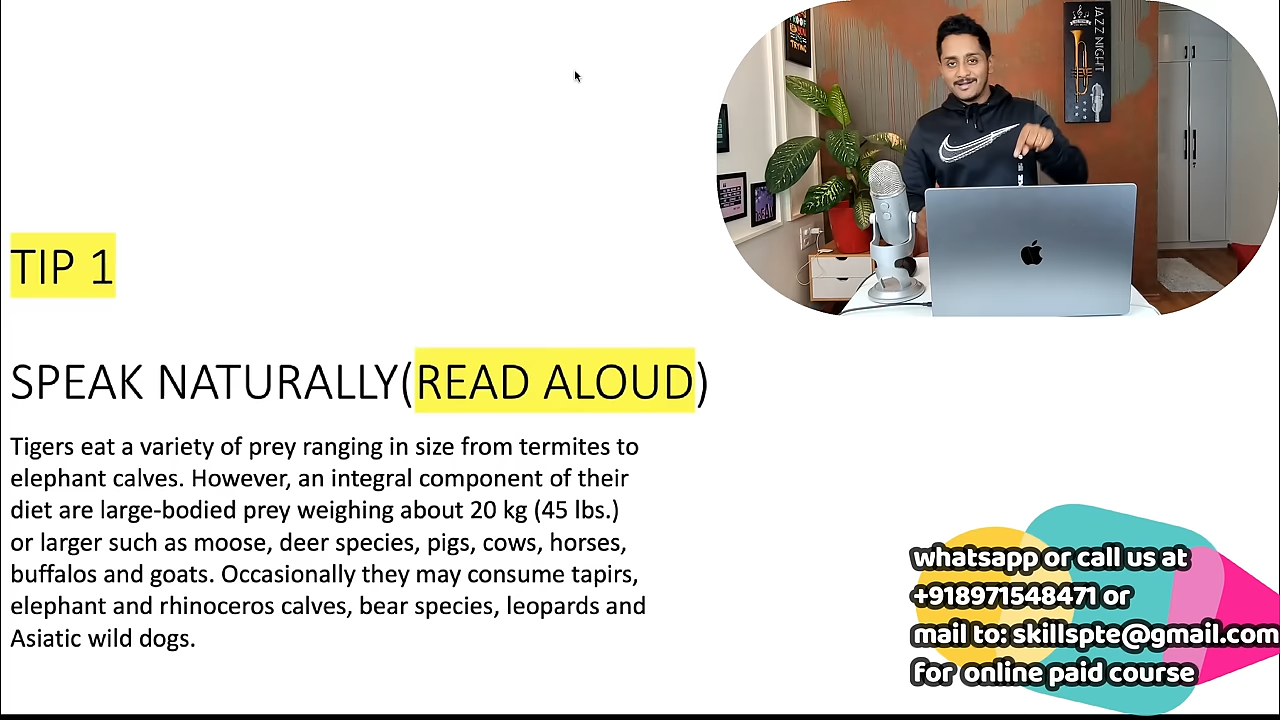 JAZZ NIGHT
TIP 1
SPEAK NATURALLY(READ ALOUD)
Tigers eat a variety of prey ranging in size from termites to
elephant calves. However, an integral component of their
diet are large-bodied prey weighing about 20 kg (45 lbs.)
or larger such as moose, deer species, pigs, cows, horses,
buffalos and goats. Occasionally they may consume tapirs,
elephant and rhinoceros calves, bear species, leopards and
Asiatic wild dogs.
whatsapp or call us at
+918971548471 or
mail to: skillspte@gmail.com
for online paid course